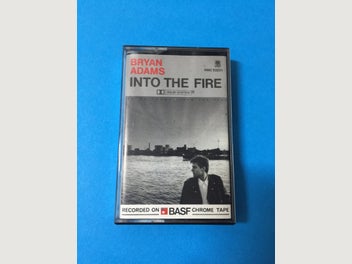 BRYAN
ADAMS
INTO THE FIRE
RECORDED ON BASF CHROME TAPE